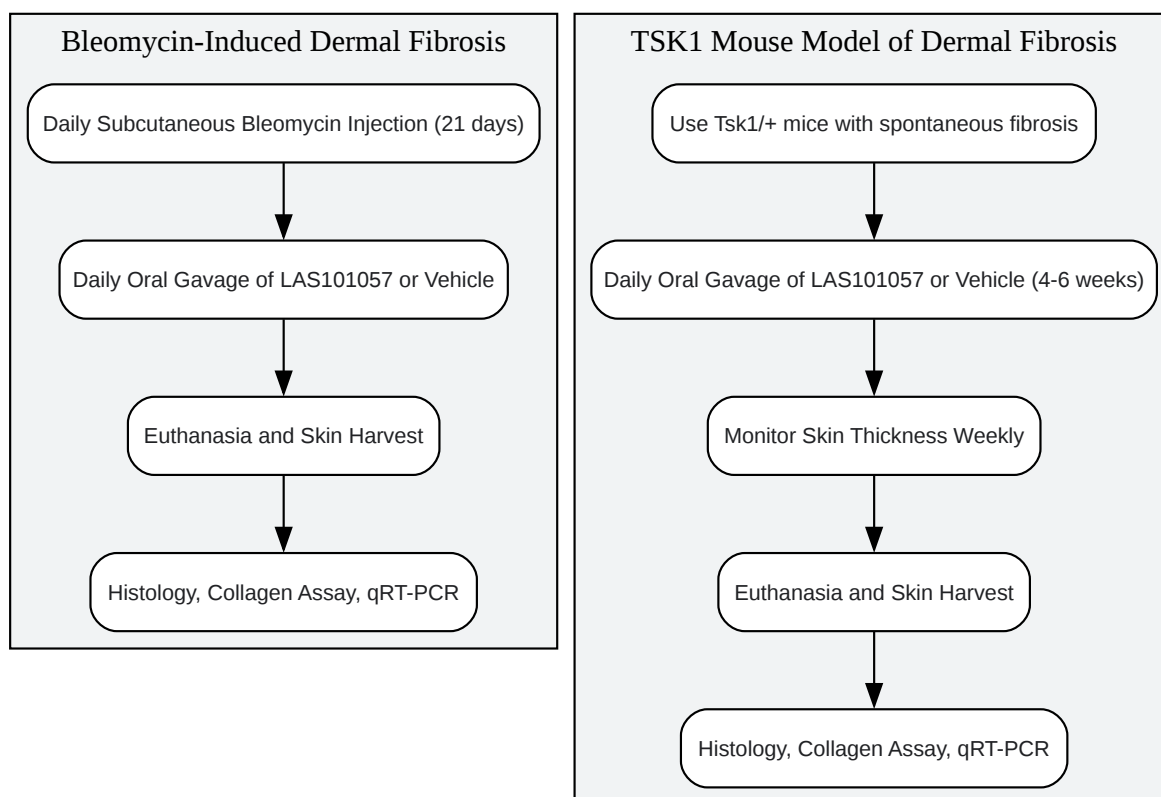 Bleomycin-Induced Dermal Fibrosis
Daily Subcutaneous Bleomycin Injection (21 days)
Daily Oral Gavage of LAS101057 or Vehicle
Euthanasia and Skin Harvest
Histology, Collagen Assay, qRT-PCR
TSK1 Mouse Model of Dermal Fibrosis
Use Tsk1/+ mice with spontaneous fibrosis
Daily Oral Gavage of LAS101057 or Vehicle (4-6 weeks)
Monitor Skin Thickness Weekly
Euthanasia and Skin Harvest
Histology, Collagen Assay, qRT-PCR